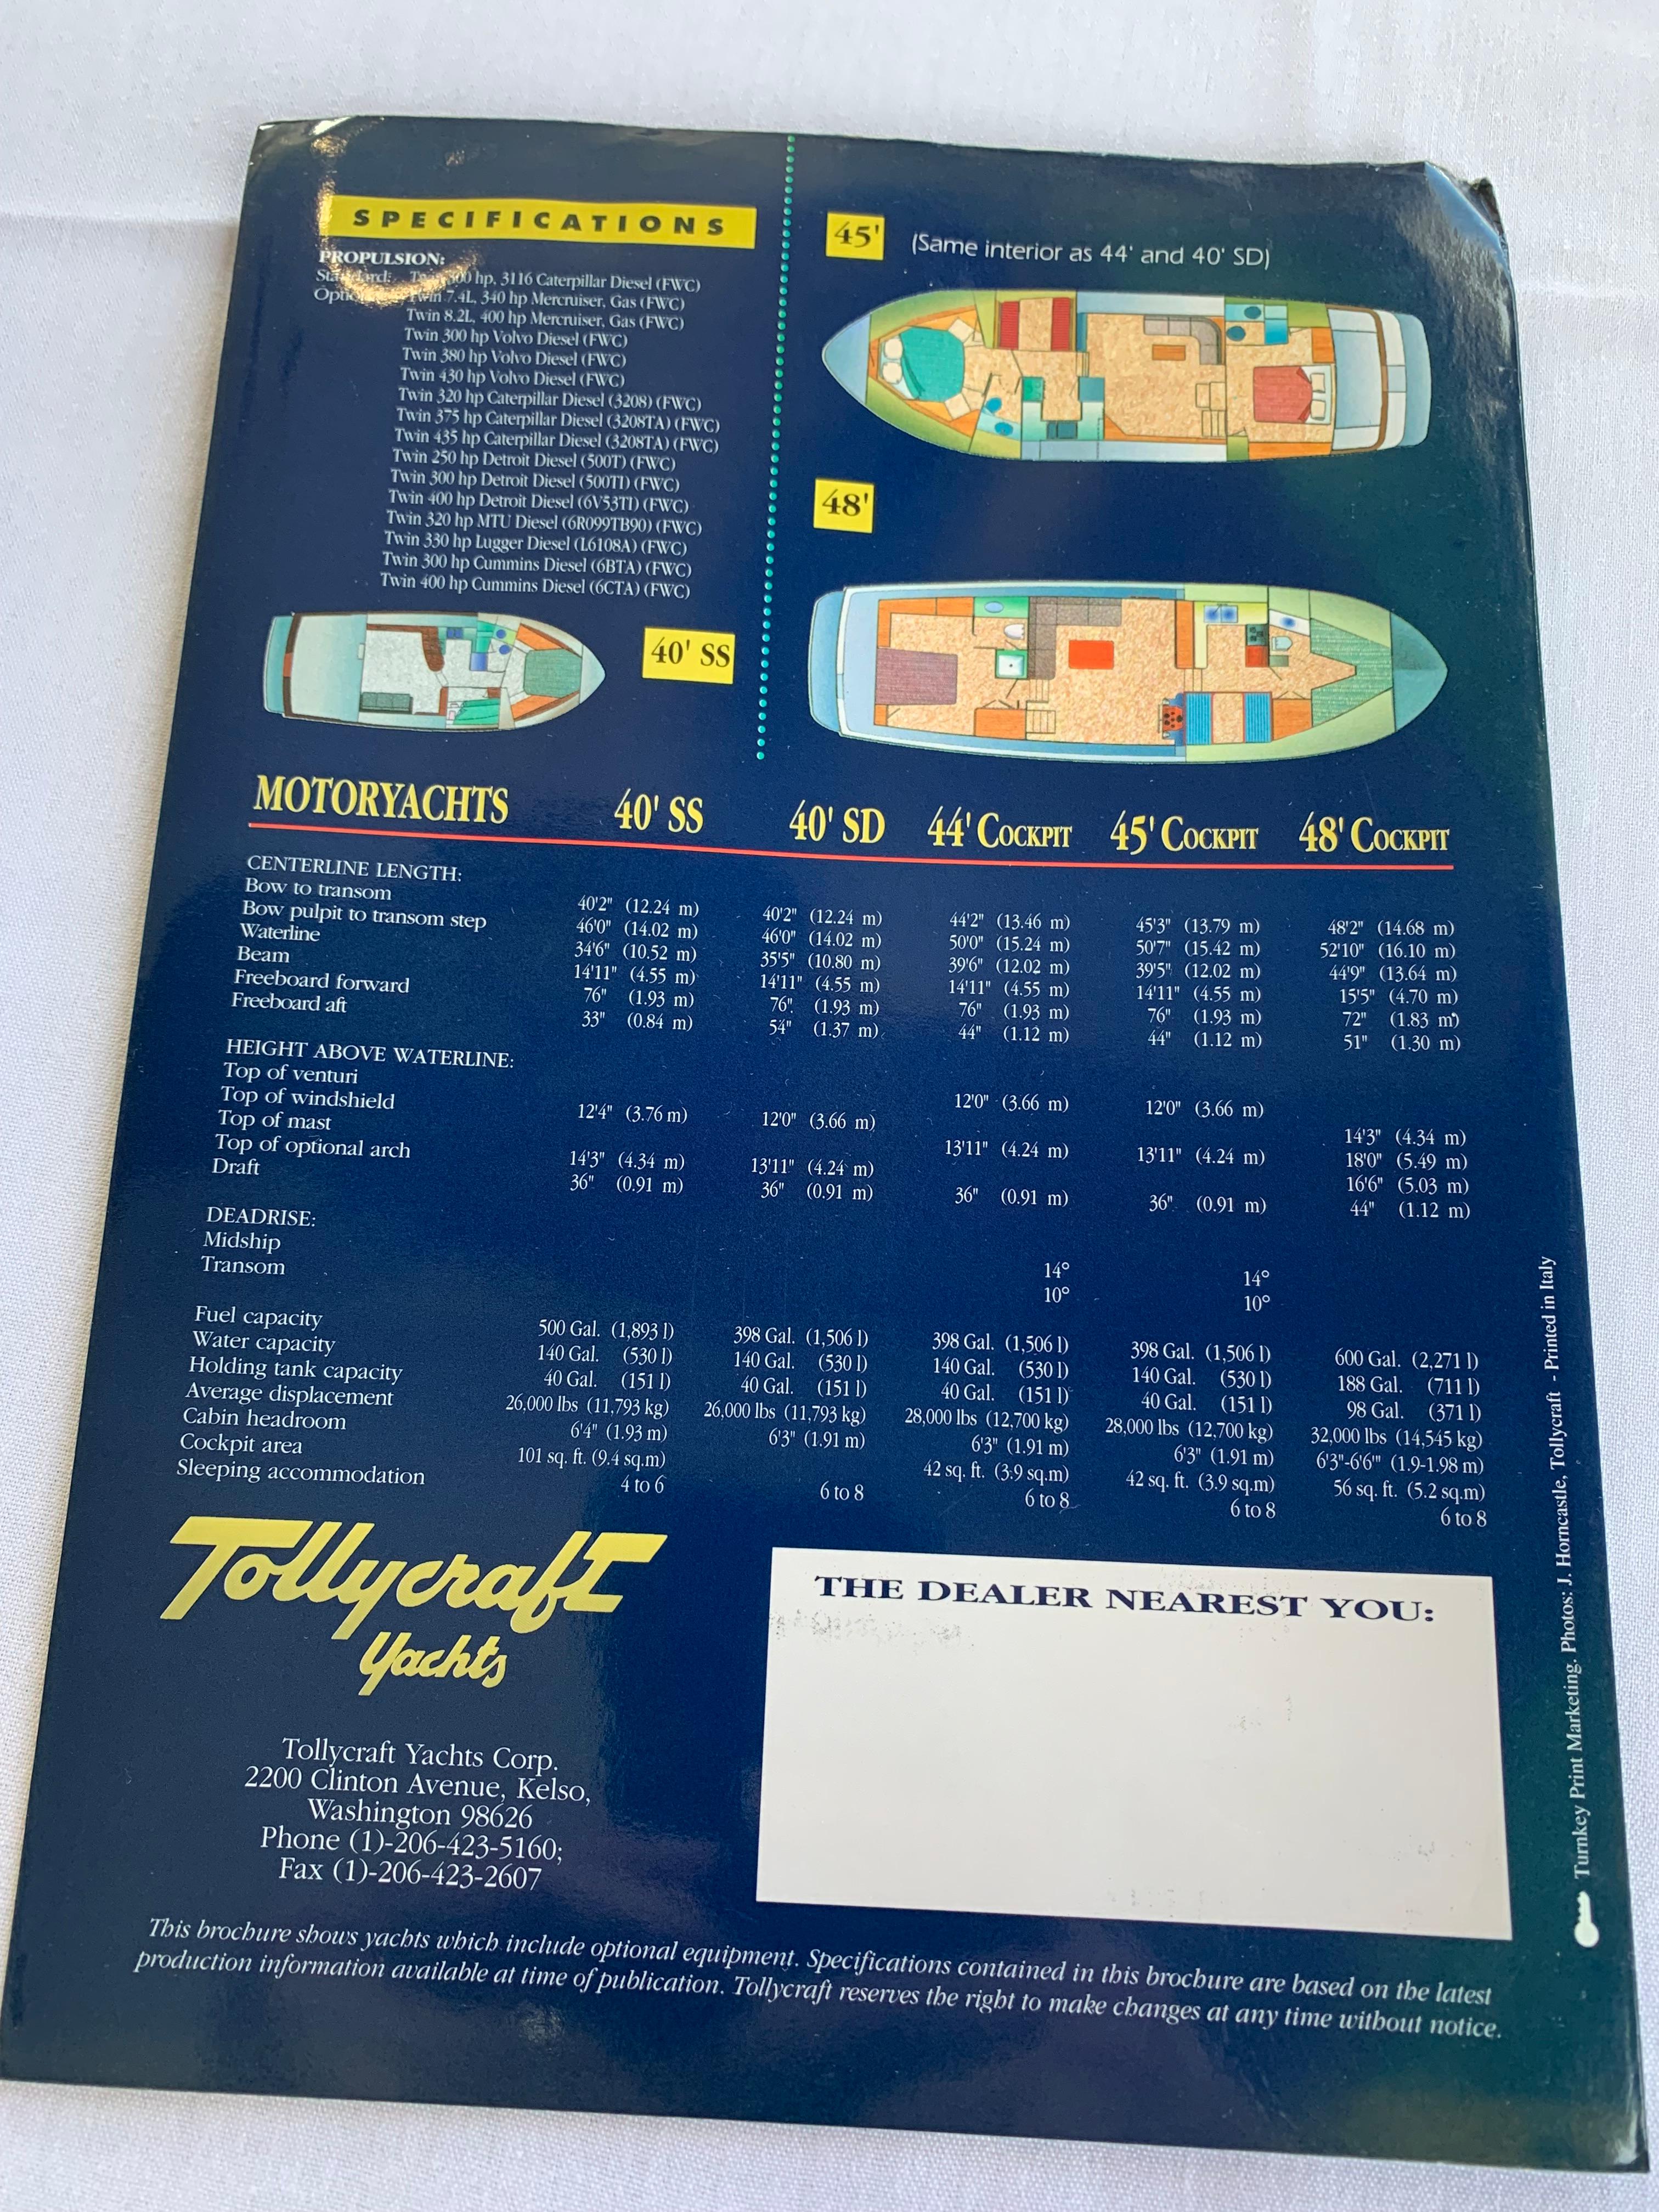 SPECIFICATIONS
PROPULSION:
Standard: Twin 300 hp, 3116 Caterpillar Diesel (FWC)
Twin 7.4L, 340 hp Mercruiser, Gas (FWC)
Twin 8.2L, 400 hp Mercruiser, Gas (FWC)
Twin 300 hp Volvo Diesel (FWC)
Twin 380 hp Volvo Diesel (FWC)
Twin 430 hp Volvo Diesel (FWC)
Twin 320 hp Caterpillar Diesel (3208) (FWC)
Twin 375 hp Caterpillar Diesel (3208TA) (FWC)
Twin 435 hp Caterpillar Diesel (3208TA) (FWC)
Twin 250 hp Detroit Diesel (500T) (FWC)
Twin 300 hp Detroit Diesel (500TI) (FWC)
Twin 400 hp Detroit Diesel (6V53TI) (FWC)
Twin 320 hp MTU Diesel (6R099TB90) (FWC)
Twin 330 hp Lugger Diesel (L6108A) (FWC)
Twin 300 hp Cummins Diesel (6BTA) (FWC)
Twin 400 hp Cummins Diesel (6CTA) (FWC)
40' SS
45' (Same interior as 44' and 40' SD)
48'
MOTORYACHTS 40' SS 40' SD 44' COCKPIT 45' COCKPIT 48' COCKPIT
CENTERLINE LENGTH:
Bow to transom 40'2" (12.24 m) 40'2" (12.24 m) 44'2" (13.46 m) 45'3" (13.79 m) 48'2" (14.68 m)
Bow pulpit to transom step 46'0" (14.02 m) 46'0" (14.02 m) 50'0" (15.24 m) 50'7" (15.42 m) 52'10" (16.10 m)
Waterline 34'6" (10.52 m) 35'5" (10.80 m) 39'6" (12.02 m) 39'5" (12.02 m) 44'9" (13.64 m)
Beam 14'11" (4.55 m) 14'11" (4.55 m) 14'11" (4.55 m) 14'11" (4.55 m) 15'5" (4.70 m)
Freeboard forward 76" (1.93 m) 76" (1.93 m) 76" (1.93 m) 76" (1.93 m) 72" (1.83 m)
Freeboard aft 33" (0.84 m) 54" (1.37 m) 44" (1.12 m) 44" (1.12 m) 51" (1.30 m)
HEIGHT ABOVE WATERLINE:
Top of venturi 12'0" (3.66 m) 12'0" (3.66 m)
Top of windshield 12'4" (3.76 m) 12'0" (3.66 m) 14'3" (4.34 m)
Top of mast 13'11" (4.24 m) 13'11" (4.24 m) 18'0" (5.49 m)
Top of optional arch 14'3" (4.34 m) 13'11" (4.24 m) 16'6" (5.03 m)
Draft 36" (0.91 m) 36" (0.91 m) 36" (0.91 m) 36" (0.91 m) 44" (1.12 m)
DEADRISE:
Midship 14° 14°
Transom 10° 10°
Fuel capacity 500 Gal. (1,893 l) 398 Gal. (1,506 l) 398 Gal. (1,506 l) 398 Gal. (1,506 l) 600 Gal. (2,271 l)
Water capacity 140 Gal. (530 l) 140 Gal. (530 l) 140 Gal. (530 l) 140 Gal. (530 l) 188 Gal. (711 l)
Holding tank capacity 40 Gal. (151 l) 40 Gal. (151 l) 40 Gal. (151 l) 40 Gal. (151 l) 98 Gal. (371 l)
Average displacement 26,000 lbs (11,793 kg) 26,000 lbs (11,793 kg) 28,000 lbs (12,700 kg) 28,000 lbs (12,700 kg) 32,000 lbs (14,545 kg)
Cabin headroom 6'4" (1.93 m) 6'3" (1.91 m) 6'3" (1.91 m) 6'3" (1.91 m) 6'3"-6'6'" (1.9-1.98 m)
Cockpit area 101 sq. ft. (9.4 sq.m) 42 sq. ft. (3.9 sq.m) 42 sq. ft. (3.9 sq.m) 56 sq. ft. (5.2 sq.m)
Sleeping accommodation 4 to 6 6 to 8 6 to 8 6 to 8 6 to 8
Tollycraft
Yachts
Tollycraft Yachts Corp.
2200 Clinton Avenue, Kelso,
Washington 98626
Phone (1)-206-423-5160;
Fax (1)-206-423-2607
THE DEALER NEAREST YOU:
This brochure shows yachts which include optional equipment. Specifications contained in this brochure are based on the latest
production information available at time of publication. Tollycraft reserves the right to make changes at any time without notice.
Turnkey Print Marketing. Photos: J. Horncastle, Tollycraft - Printed in Italy